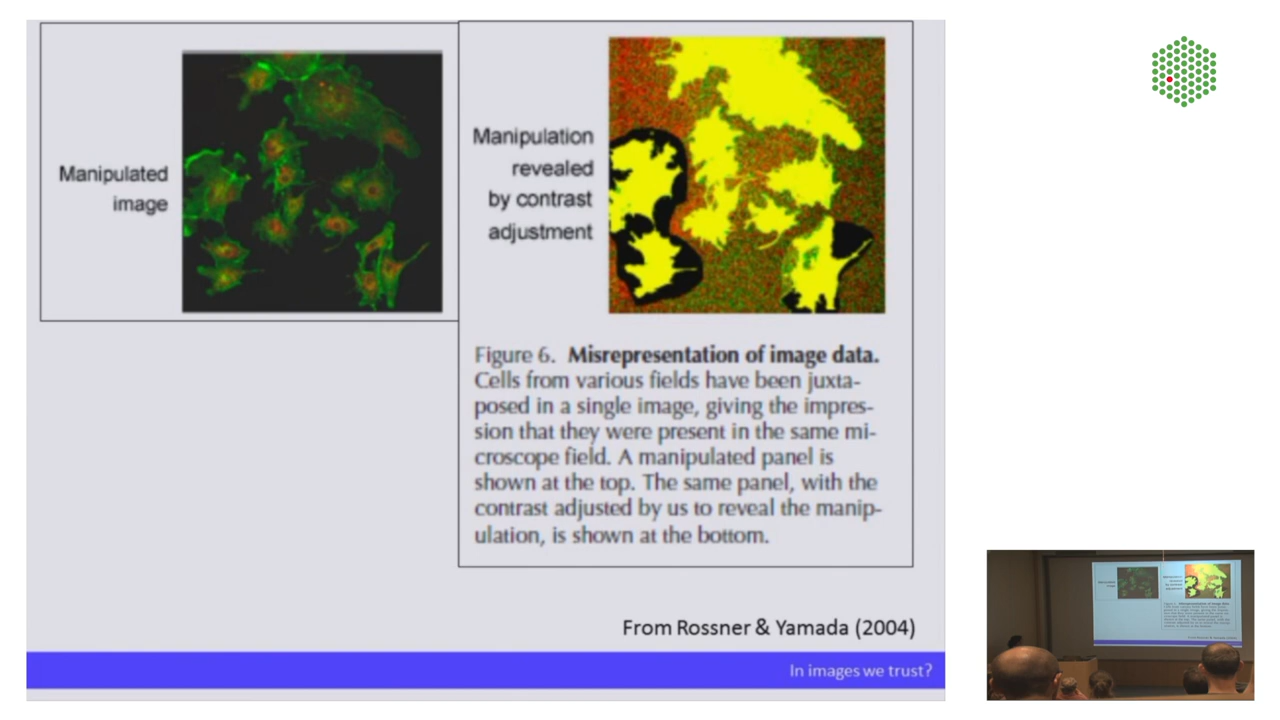 Manipulated
image
Manipulation
revealed
by contrast
adjustment
Figure 6. Misrepresentation of image data.
Cells from various fields have been juxta-
posed in a single image, giving the impres-
sion that they were present in the same mi-
croscope field. A manipulated panel is
shown at the top. The same panel, with the
contrast adjusted by us to reveal the manip-
ulation, is shown at the bottom.
From Rossner & Yamada (2004)
In images we trust?